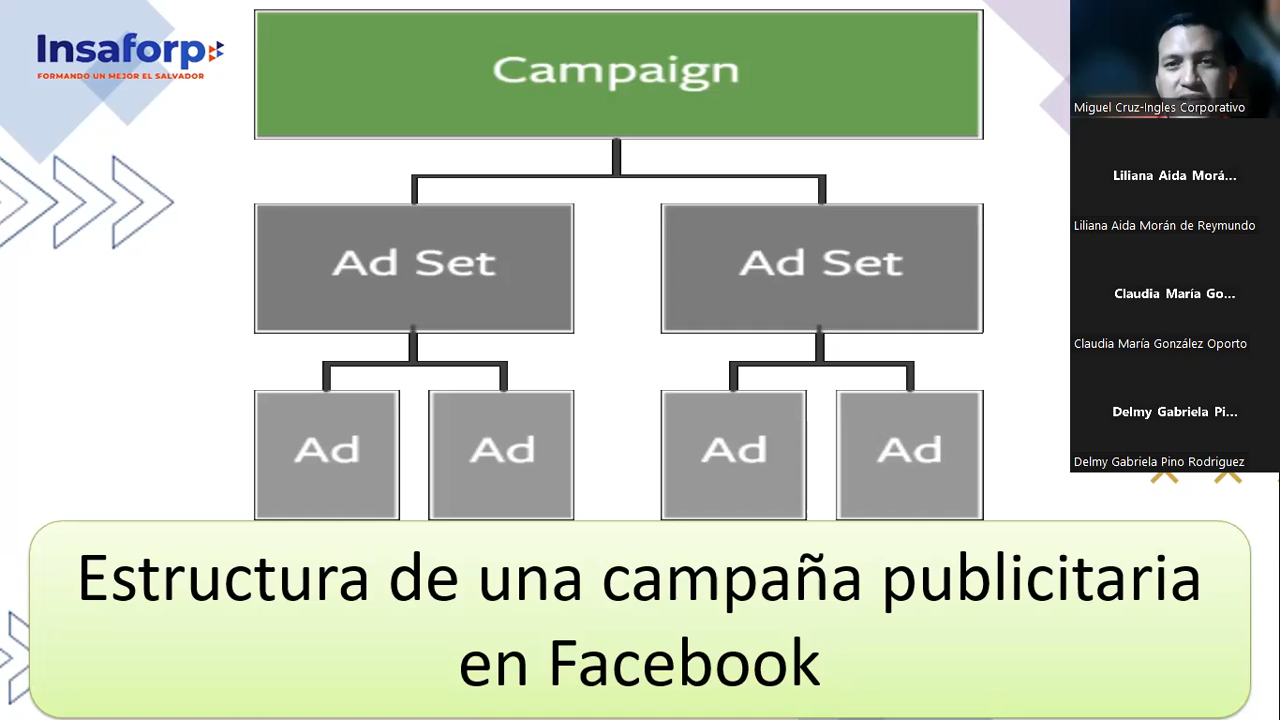 Insaforp
FORMANDO UN MEJOR EL SALVADOR
Campaign
Ad Set
Ad Set
Ad
Ad
Ad
Ad
Estructura de una campaña publicitaria
en Facebook
Miguel Cruz-Ingles Corporativo
Liliana Aida Morá...
Liliana Aida Morán de Reymundo
Claudia María Go...
Claudia María González Oporto
Delmy Gabriela Pi...
Delmy Gabriela Pino Rodriguez